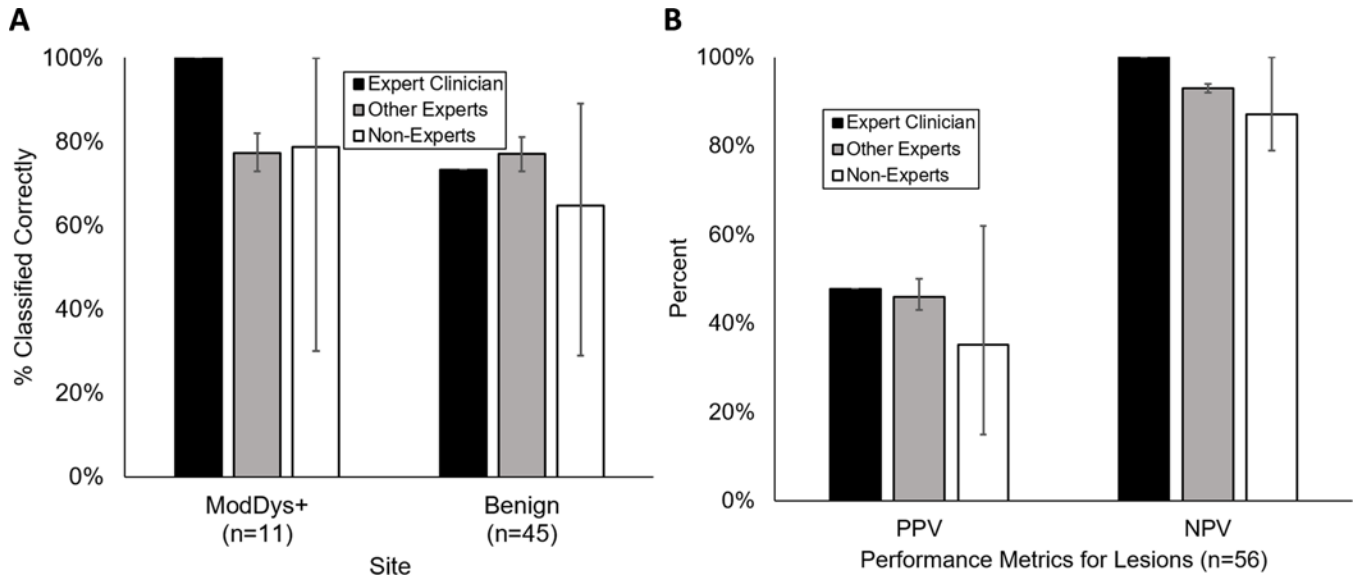 A
% Classified Correctly
100%
80%
60%
40%
20%
0%
Expert Clinician
Other Experts
Non-Experts
ModDys+
(n=11)
Benign
(n=45)
Site
B
Percent
100%
80%
60%
40%
20%
0%
Expert Clinician
Other Experts
Non-Experts
PPV
NPV
Performance Metrics for Lesions (n=56)